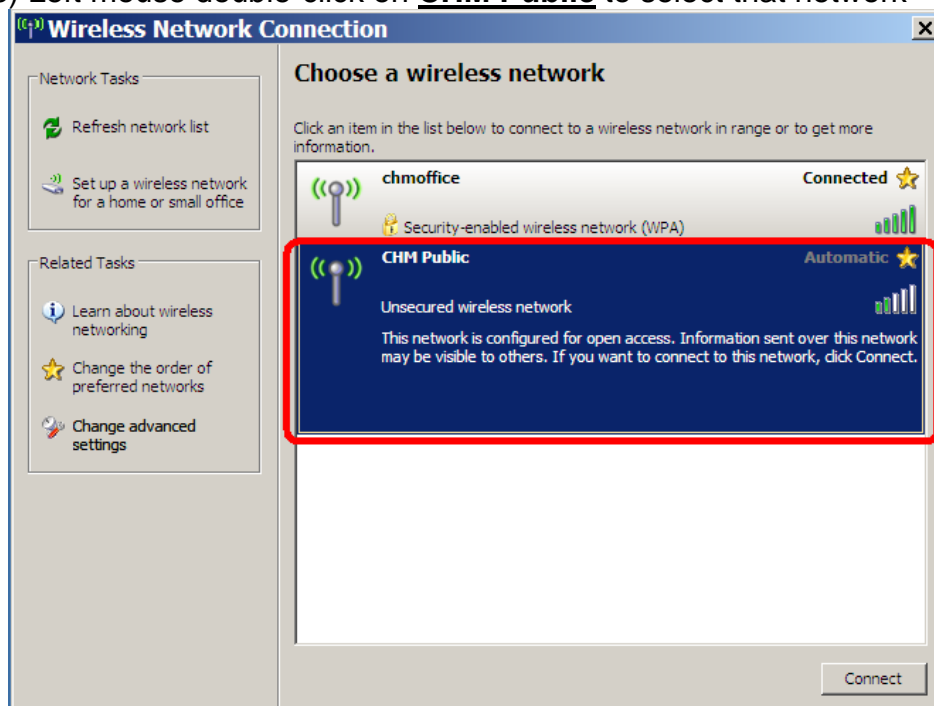 ) Left mouse double-click on CHM Public to select that network
Wireless Network Connection
Network Tasks
Refresh network list
Set up a wireless network
for a home or small office
Related Tasks
Learn about wireless
networking
Change the order of
preferred networks
Change advanced
settings
Choose a wireless network
Click an item in the list below to connect to a wireless network in range or to get more
information.
chmoffice Connected
Security-enabled wireless network (WPA)
CHM Public Automatic
Unsecured wireless network
This network is configured for open access. Information sent over this network
may be visible to others. If you want to connect to this network, click Connect.
Connect